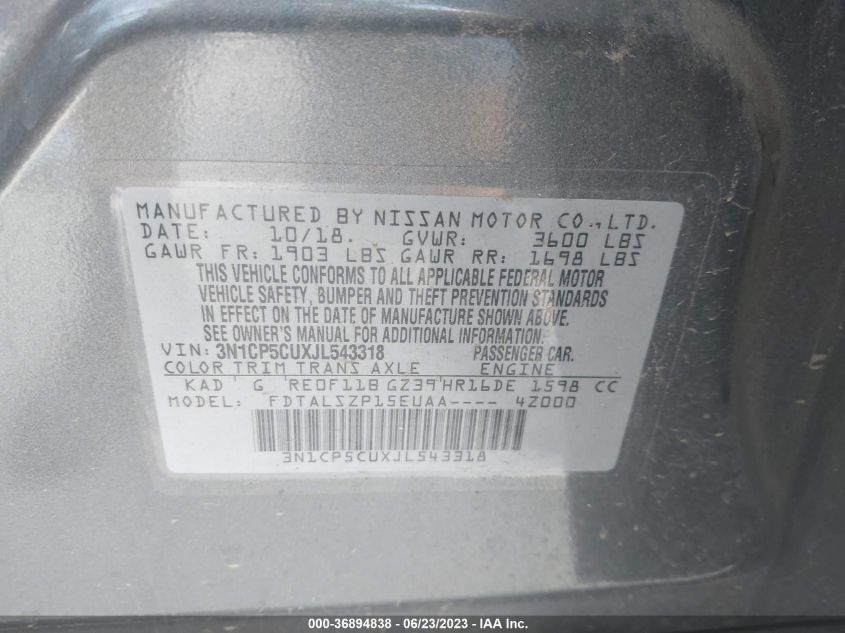 MANUFACTURED BY NISSAN MOTOR CO.,LTD.
DATE: 10/18. GVWR: 3600 LBS
GAWR FR: 1903 LBS GAWR RR: 1698 LBS
THIS VEHICLE CONFORMS TO ALL APPLICABLE FEDERAL MOTOR
VEHICLE SAFETY, BUMPER AND THEFT PREVENTION STANDARDS
IN EFFECT ON THE DATE OF MANUFACTURE SHOWN ABOVE.
SEE OWNER'S MANUAL FOR ADDITIONAL INFORMATION.
VIN: 3N1CP5CUXJL543318 PASSENGER CAR.
COLOR TRIM TRANS AXLE ENGINE
KAD G RE0F11B GZ39 HR16DE 1598 CC
MODEL: FDTALSZP15EUAA---- 4Z000
3N1CP5CUXJL543318
000-36894838 - 06/23/2023 - IAA Inc.